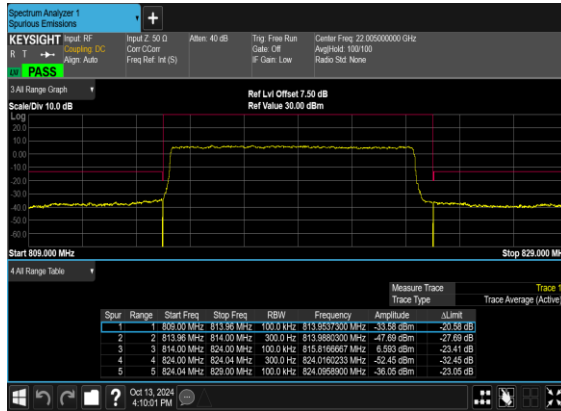 Spectrum Analyzer 1
Spurious Emissions
+
KEYSIGHT Input: RF Input Z: 50 Ω Atten: 40 dB Trig: Free Run Center Freq: 22.005000000 GHz
R T Coupling: DC Corr CCorr Gate: Off Avg|Hold: 100/100
Align: Auto Freq Ref: Int (S) IF Gain: Low Radio Std: None
PASS
3 All Range Graph
Ref Lvl Offset 7.50 dB
Scale/Div 10.0 dB Ref Value 30.00 dBm
Log
20.0
10.0
0.00
-10.0
-20.0
-30.0
-40.0
-50.0
-60.0
Start 809.000 MHz Stop 829.000 MHz
4 All Range Table
Measure Trace Trace 1
Trace Type Trace Average (Active)
Spur Range Start Freq Stop Freq RBW Frequency Amplitude ΔLimit
1 1 809.00 MHz 813.96 MHz 100.0 kHz 813.9537300 MHz -33.58 dBm -20.58 dB
2 2 813.96 MHz 814.00 MHz 300.0 Hz 813.9880300 MHz -47.69 dBm -27.69 dB
3 3 814.00 MHz 824.00 MHz 100.0 kHz 815.8166667 MHz 6.593 dBm -23.41 dB
4 4 824.00 MHz 824.04 MHz 300.0 Hz 824.0160233 MHz -52.45 dBm -32.45 dB
5 5 824.04 MHz 829.00 MHz 100.0 kHz 824.0958900 MHz -36.05 dBm -23.05 dB
? Oct 13, 2024
4:10:01 PM